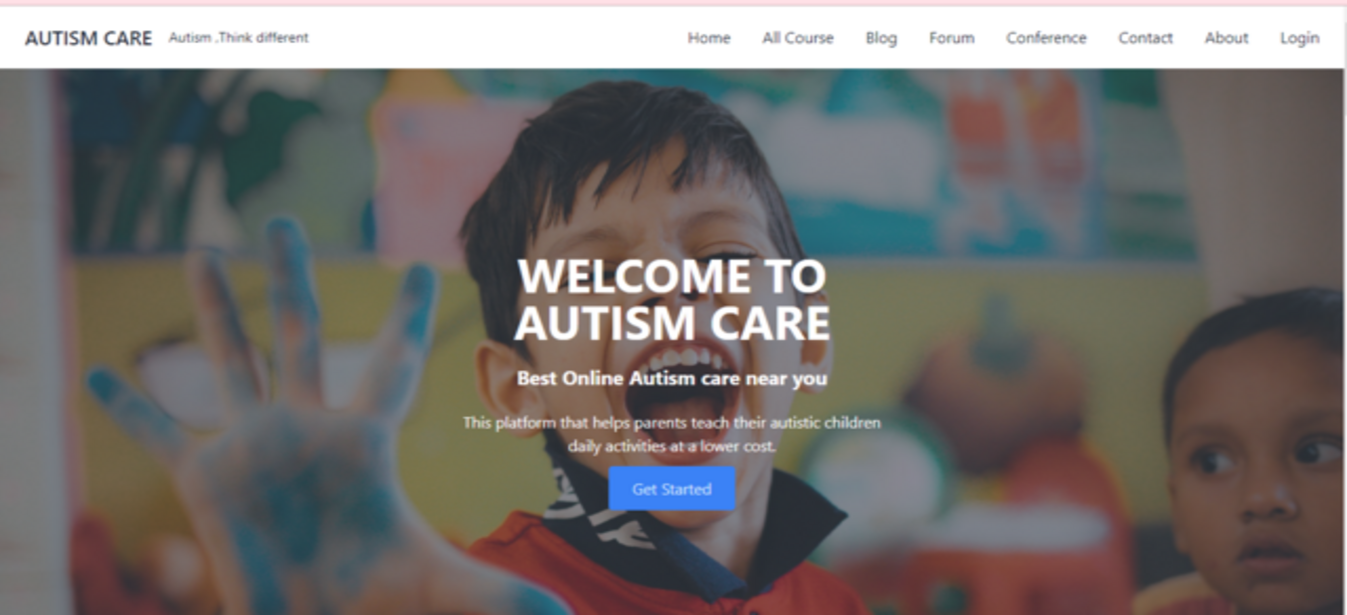 AUTISM CARE Autism ,Think different Home All Course Blog Forum Conference Contact About Login
WELCOME TO
AUTISM CARE
Best Online Autism care near you
This platform that helps parents teach their autistic children
daily activities at a lower cost.
Get Started